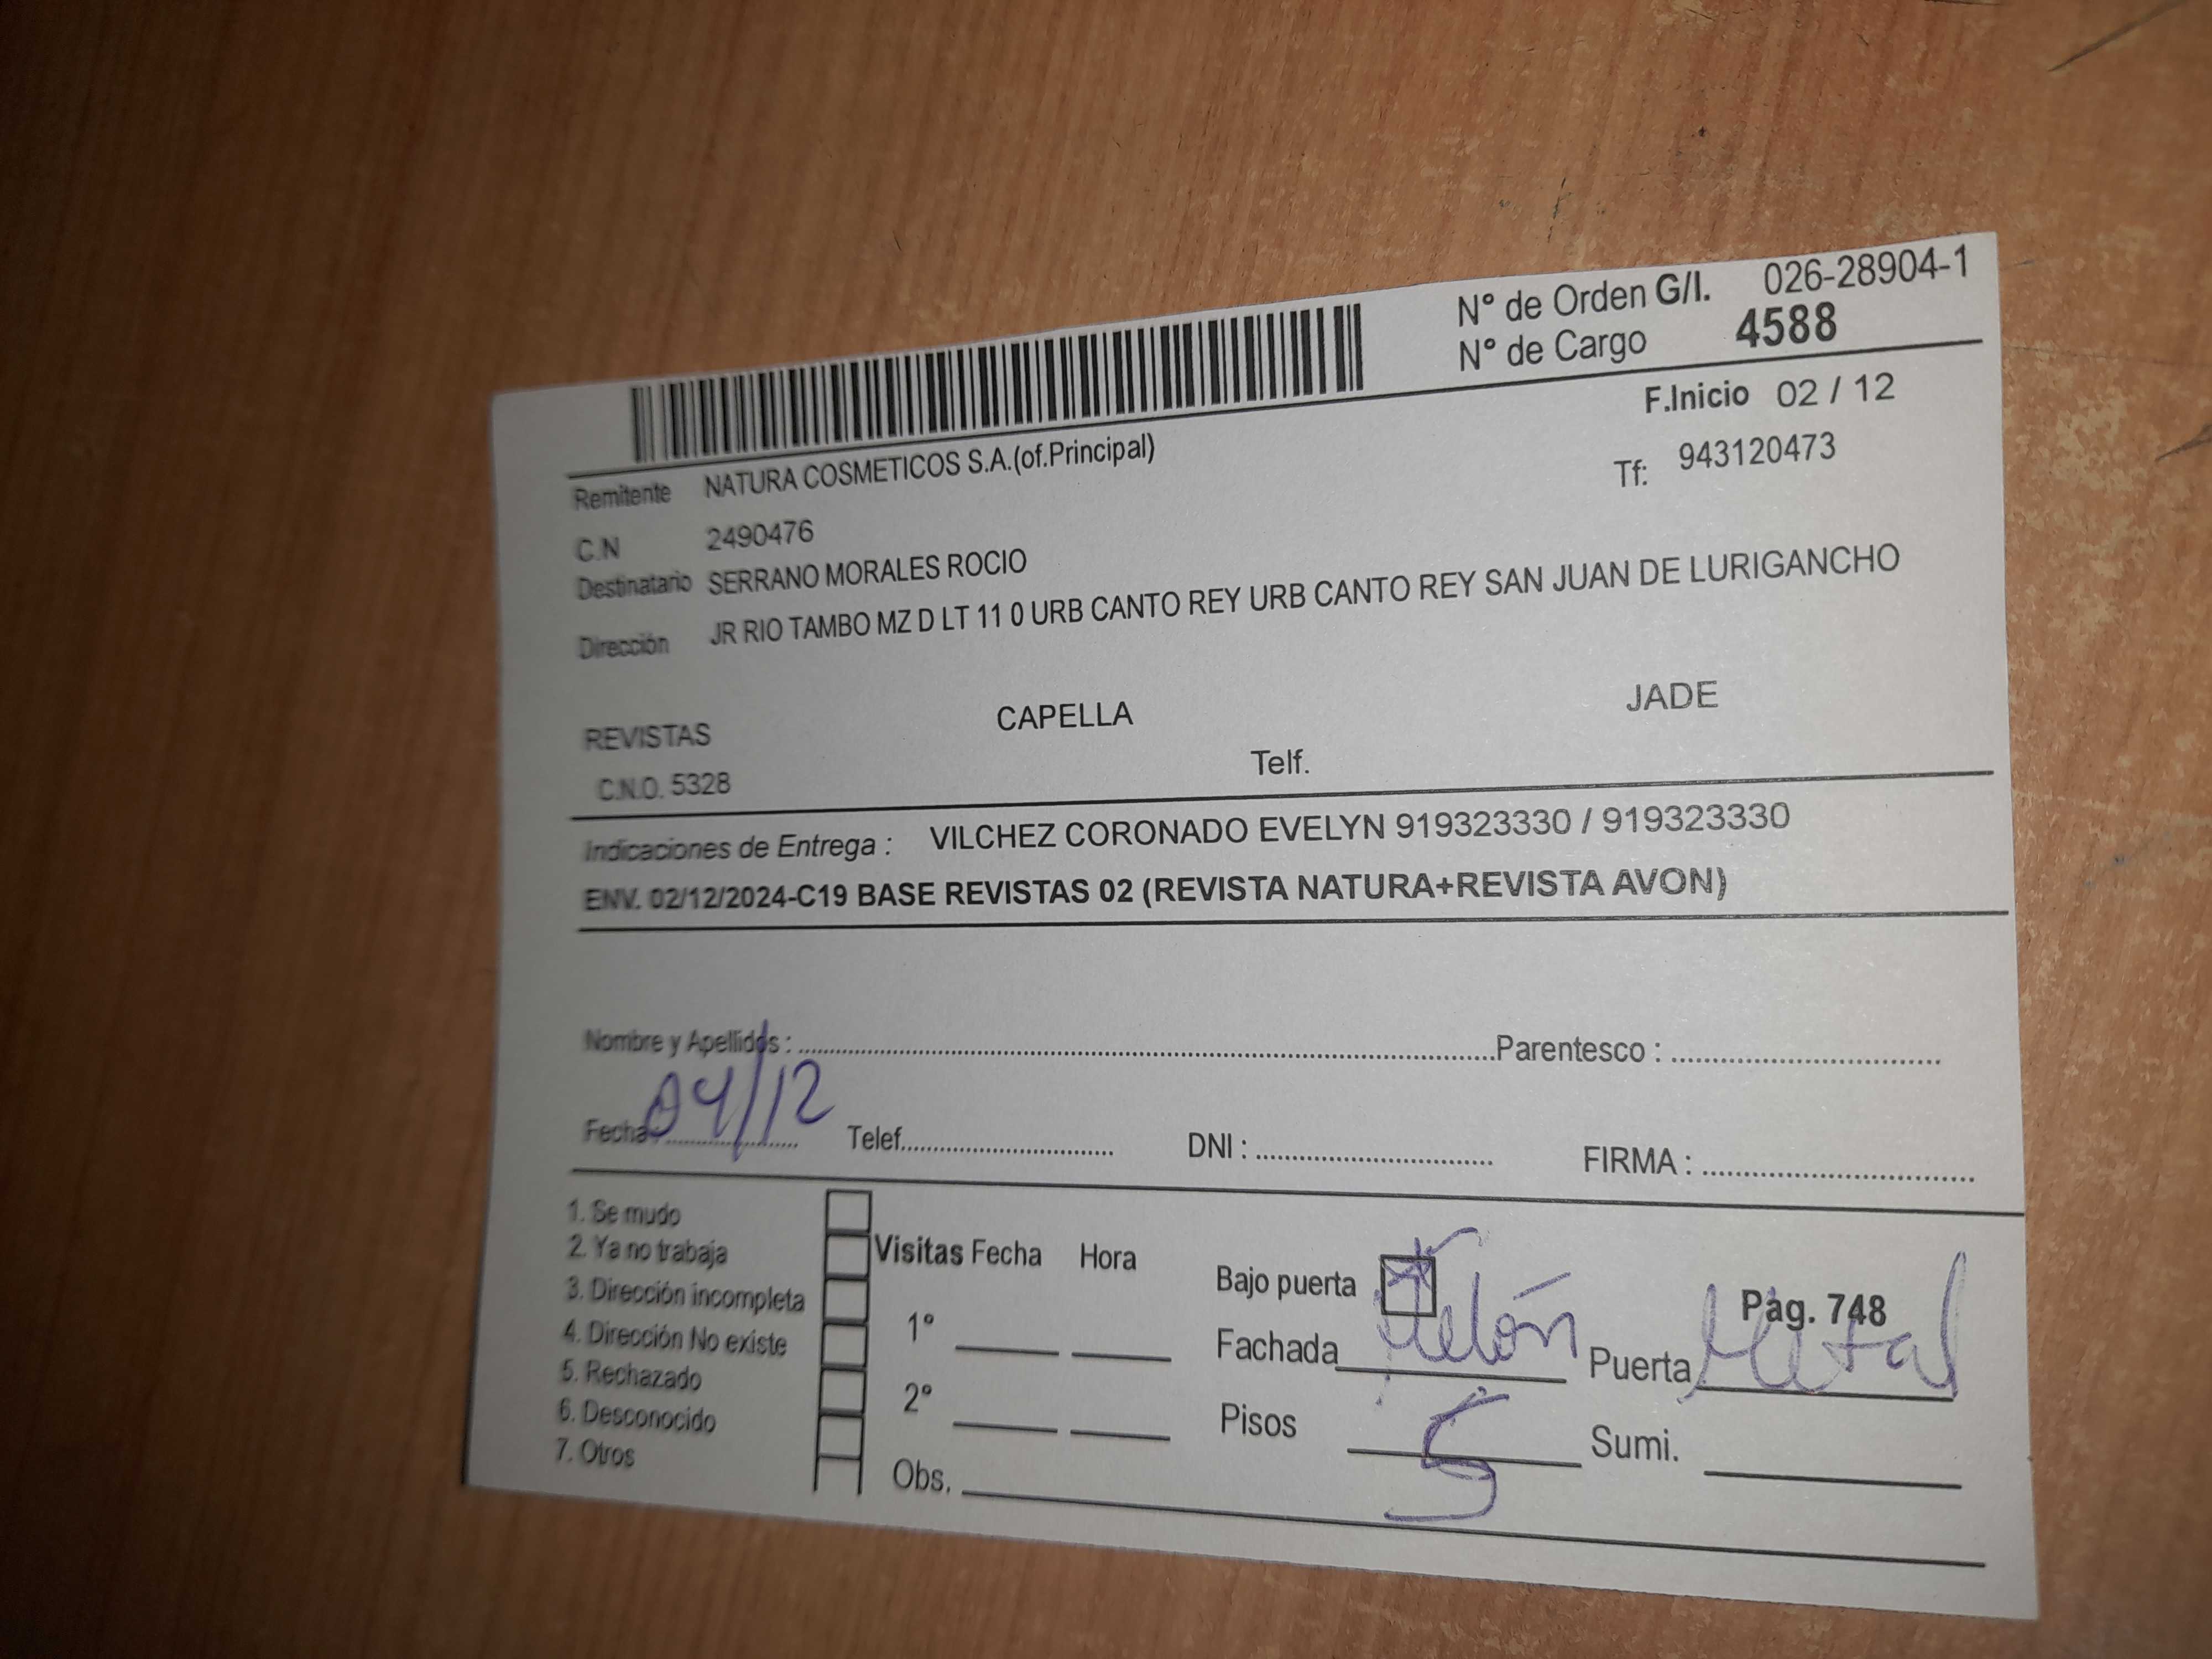 N° de Orden G/I. 026-28904-1
N° de Cargo 4588
F.Inicio 02 / 12
Remitente NATURA COSMETICOS S.A.(of.Principal)
Tf: 943120473
C.N 2490476
Destinatario SERRANO MORALES ROCIO
Dirección JR RIO TAMBO MZ D LT 11 0 URB CANTO REY URB CANTO REY SAN JUAN DE LURIGANCHO
REVISTAS CAPELLA JADE
C.N.O. 5328 Telf.
Indicaciones de Entrega : VILCHEZ CORONADO EVELYN 919323330 / 919323330
ENV. 02/12/2024-C19 BASE REVISTAS 02 (REVISTA NATURA+REVISTA AVON)
Nombre y Apellidos : Parentesco :
Fecha : 04/12 Telef. DNI : FIRMA :
1. Se mudo
2. Ya no trabaja
3. Dirección incompleta
4. Dirección No existe
5. Rechazado
6. Desconocido
7. Otros
Visitas Fecha Hora
1°
2°
Obs.
Bajo puerta
Pág. 748
Fachada Melón Puerta Metal
Pisos 5 Sumi.